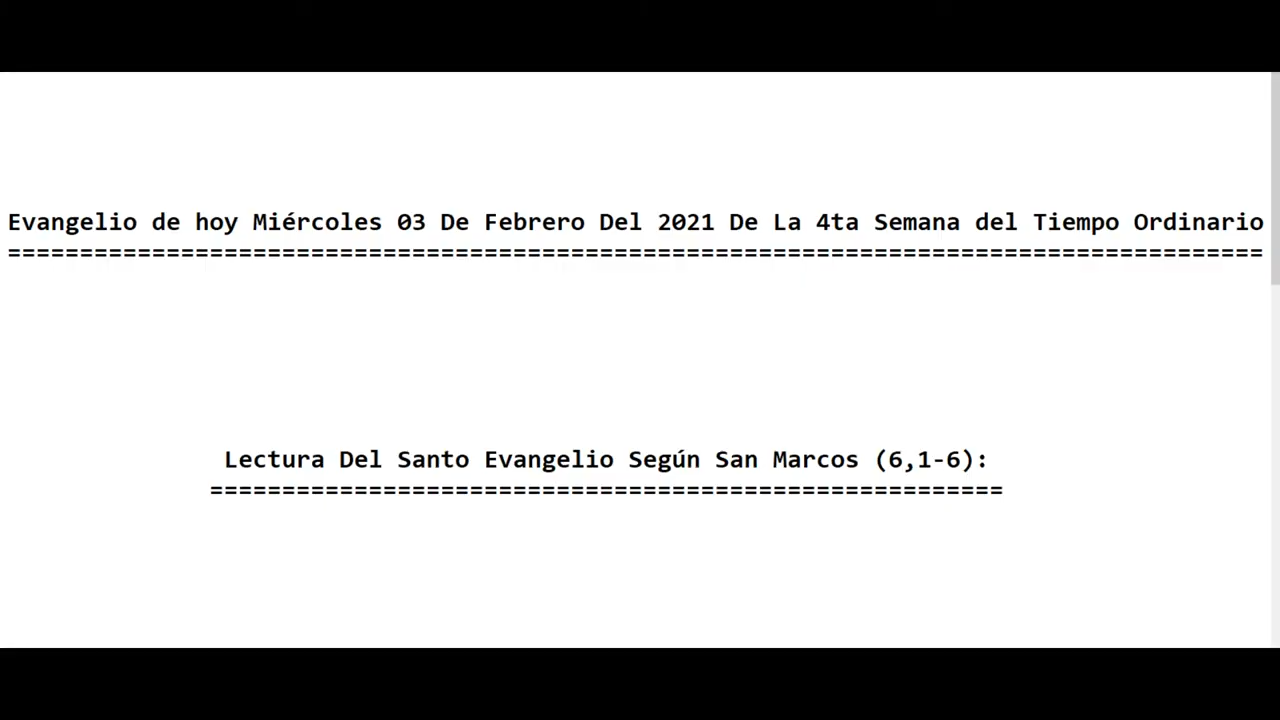 Evangelio de hoy Miércoles 03 De Febrero Del 2021 De La 4ta Semana del Tiempo Ordinario
=======================================================================================
Lectura Del Santo Evangelio Según San Marcos (6,1-6):
=======================================================